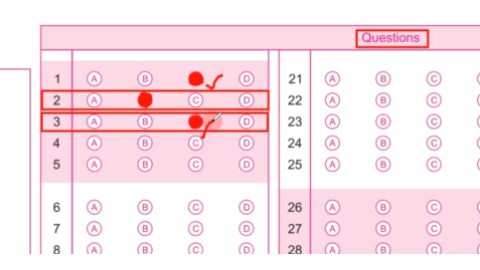 Questions
1 A B D 21 A B C
2 A C D 22 A B C
3 A B D 23 A B C
4 A B C D 24 A B C
5 A B C D 25 A B C
6 A B C D 26 A B C
7 A B C D 27 A B C
8 A B C D 28 A B C